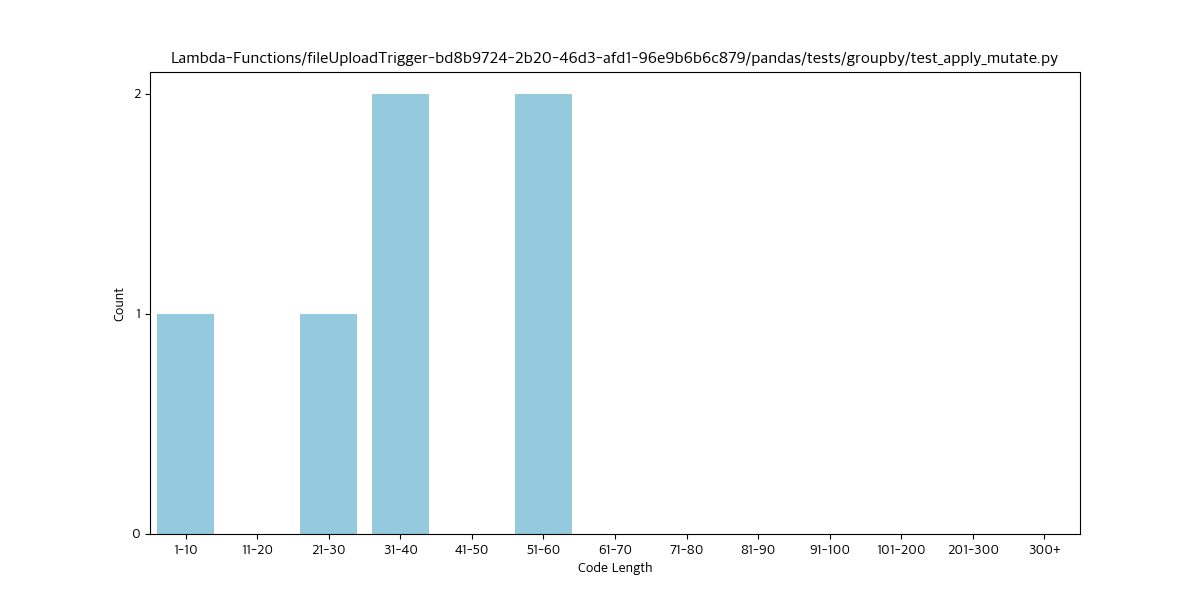 Lambda-Functions/fileUploadTrigger-bd8b9724-2b20-46d3-afd1-96e9b6b6c879/pandas/tests/groupby/test_apply_mutate.py
2
1
0
Count
1-10 11-20 21-30 31-40 41-50 51-60 61-70 71-80 81-90 91-100 101-200 201-300 300+
Code Length